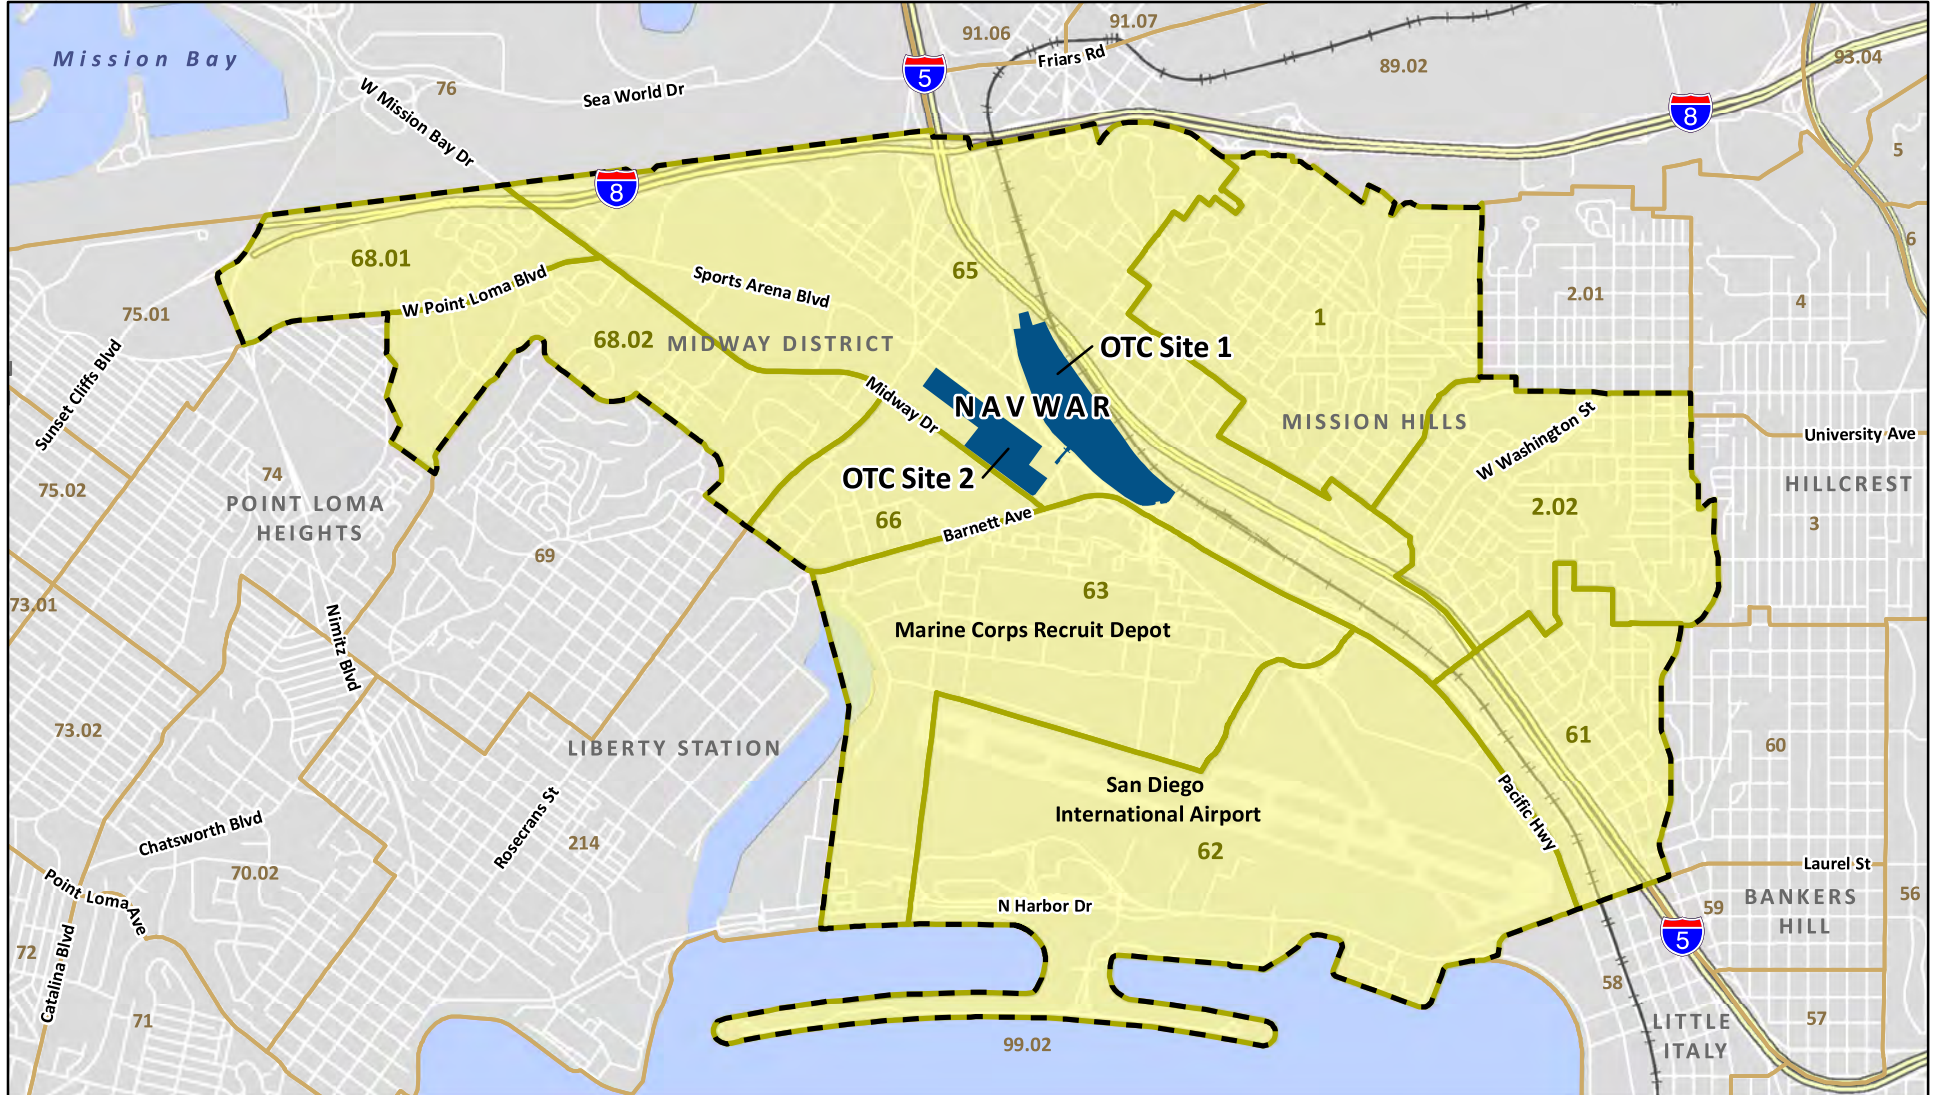 Mission Bay
91.06
91.07
Friars Rd
5
76
Sea World Dr
W Mission Bay Dr
89.02
93.04
8
8
5
6
68.01
65
W Point Loma Blvd
Sports Arena Blvd
75.01
68.02
MIDWAY DISTRICT
1
2.01
4
OTC Site 1
Sunset Cliffs Blvd
Midway Dr
NAVWAR
MISSION HILLS
W Washington St
University Ave
OTC Site 2
74
75.02
POINT LOMA
HEIGHTS
66
Barnett Ave
2.02
HILLCREST
3
69
73.01
63
Marine Corps Recruit Depot
Nimitz Blvd
73.02
LIBERTY STATION
61
60
San Diego
International Airport
62
Pacific Hwy
Chatsworth Blvd
Rosecrans St
214
70.02
Laurel St
Point Loma Ave
N Harbor Dr
BANKERS
HILL
56
59
5
72
Catalina Blvd
58
71
99.02
LITTLE
ITALY
57